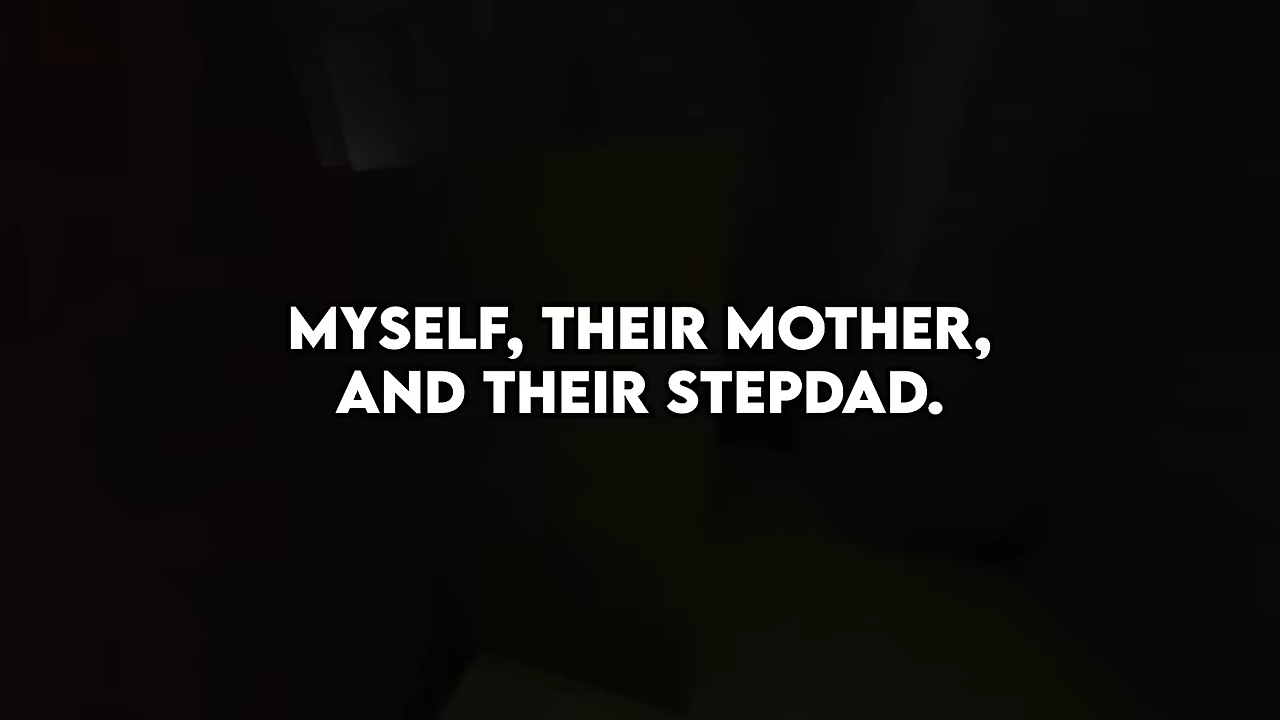 MYSELF, THEIR MOTHER,
AND THEIR STEPDAD.